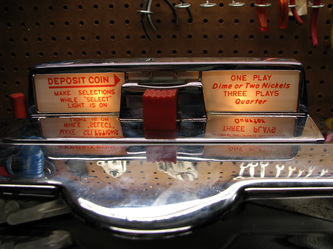 DEPOSIT COIN
MAKE SELECTIONS
WHILE "SELECT"
LIGHT IS ON
ONE PLAY
Dime or Two Nickels
THREE PLAYS
Quarter